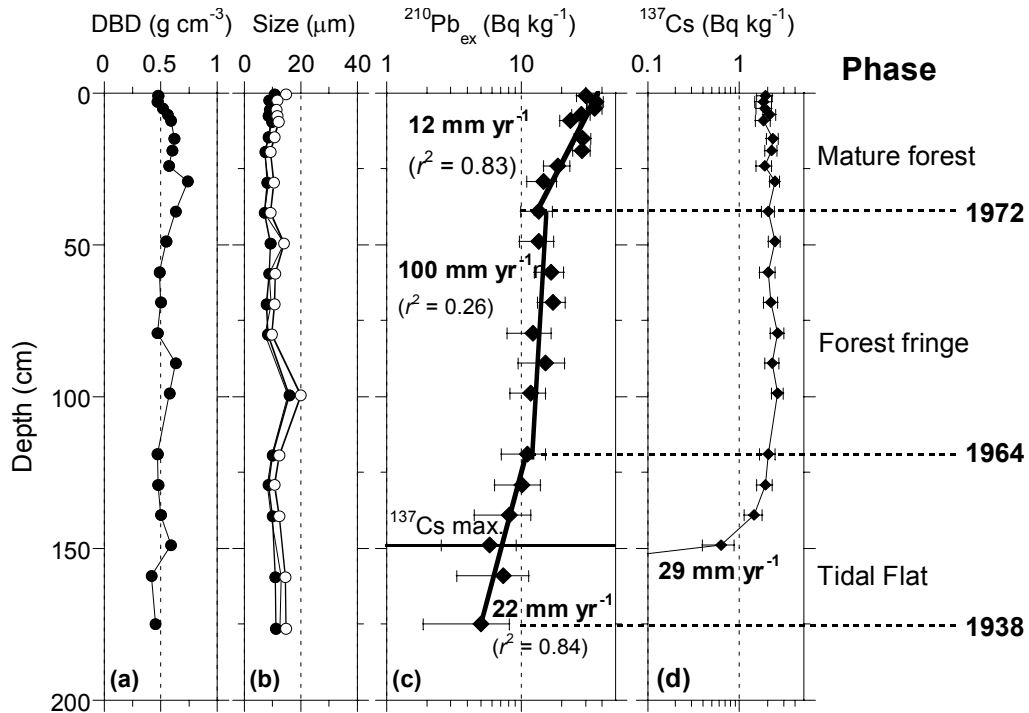 DBD (g cm-3) Size (μm) 210Pbex (Bq kg-1) 137Cs (Bq kg-1)
0 0.5 1 0 20 40 1 10 0.1 1
Phase
0
50
100
150
200
Depth (cm)
12 mm yr-1
(r2 = 0.83)
Mature forest
1972
100 mm yr-1
(r2 = 0.26)
Forest fringe
1964
137Cs max.
29 mm yr-1
Tidal Flat
22 mm yr-1
1938
(r2 = 0.84)
(a) (b) (c) (d)